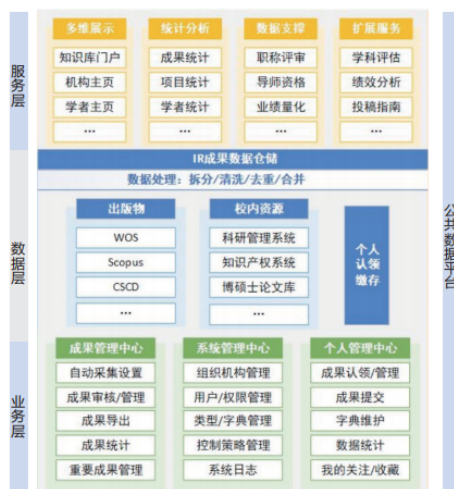 服务层
多维展示
知识库门户
机构主页
学者主页
...
统计分析
成果统计
项目统计
学者统计
...
数据支撑
职称评审
导师资格
业绩量化
...
扩展服务
学科评估
绩效分析
投稿指南
...
数据层
IR成果数据仓储
数据处理：拆分/清洗/去重/合并
出版物
WOS
Scopus
CSCD
...
校内资源
科研管理系统
知识产权系统
博硕士论文库
...
个人
认领
缓存
业务层
成果管理中心
自动采集设置
成果审核/管理
成果导出
成果统计
重要成果管理
系统管理中心
组织机构管理
用户/权限管理
类型/字典管理
控制策略管理
系统日志
个人管理中心
成果认领/管理
成果提交
字典维护
数据统计
我的关注/收藏
公共数据平台